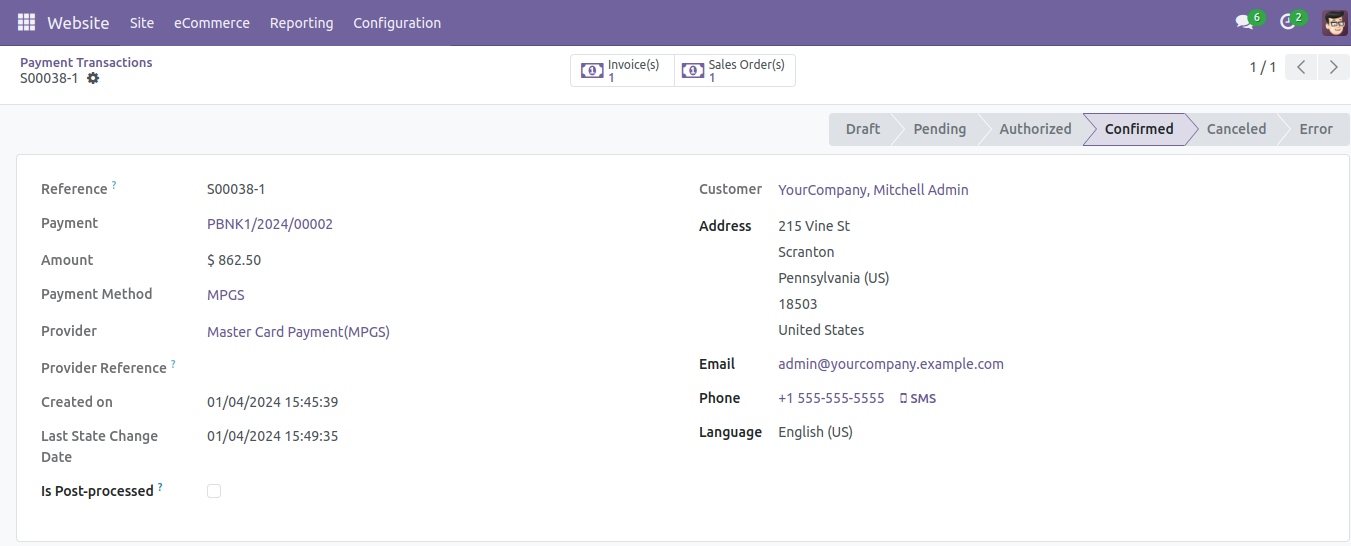 Website Site eCommerce Reporting Configuration 6 2
Payment Transactions
S00038-1
Invoice(s)
1
Sales Order(s)
1
1 / 1
Draft Pending Authorized Confirmed Canceled Error
Reference ? S00038-1
Payment PBNK1/2024/00002
Amount $ 862.50
Payment Method MPGS
Provider Master Card Payment(MPGS)
Provider Reference ?
Created on 01/04/2024 15:45:39
Last State Change
Date
01/04/2024 15:49:35
Is Post-processed ?
Customer YourCompany, Mitchell Admin
Address 215 Vine St
Scranton
Pennsylvania (US)
18503
United States
Email admin@yourcompany.example.com
Phone +1 555-555-5555 SMS
Language English (US)